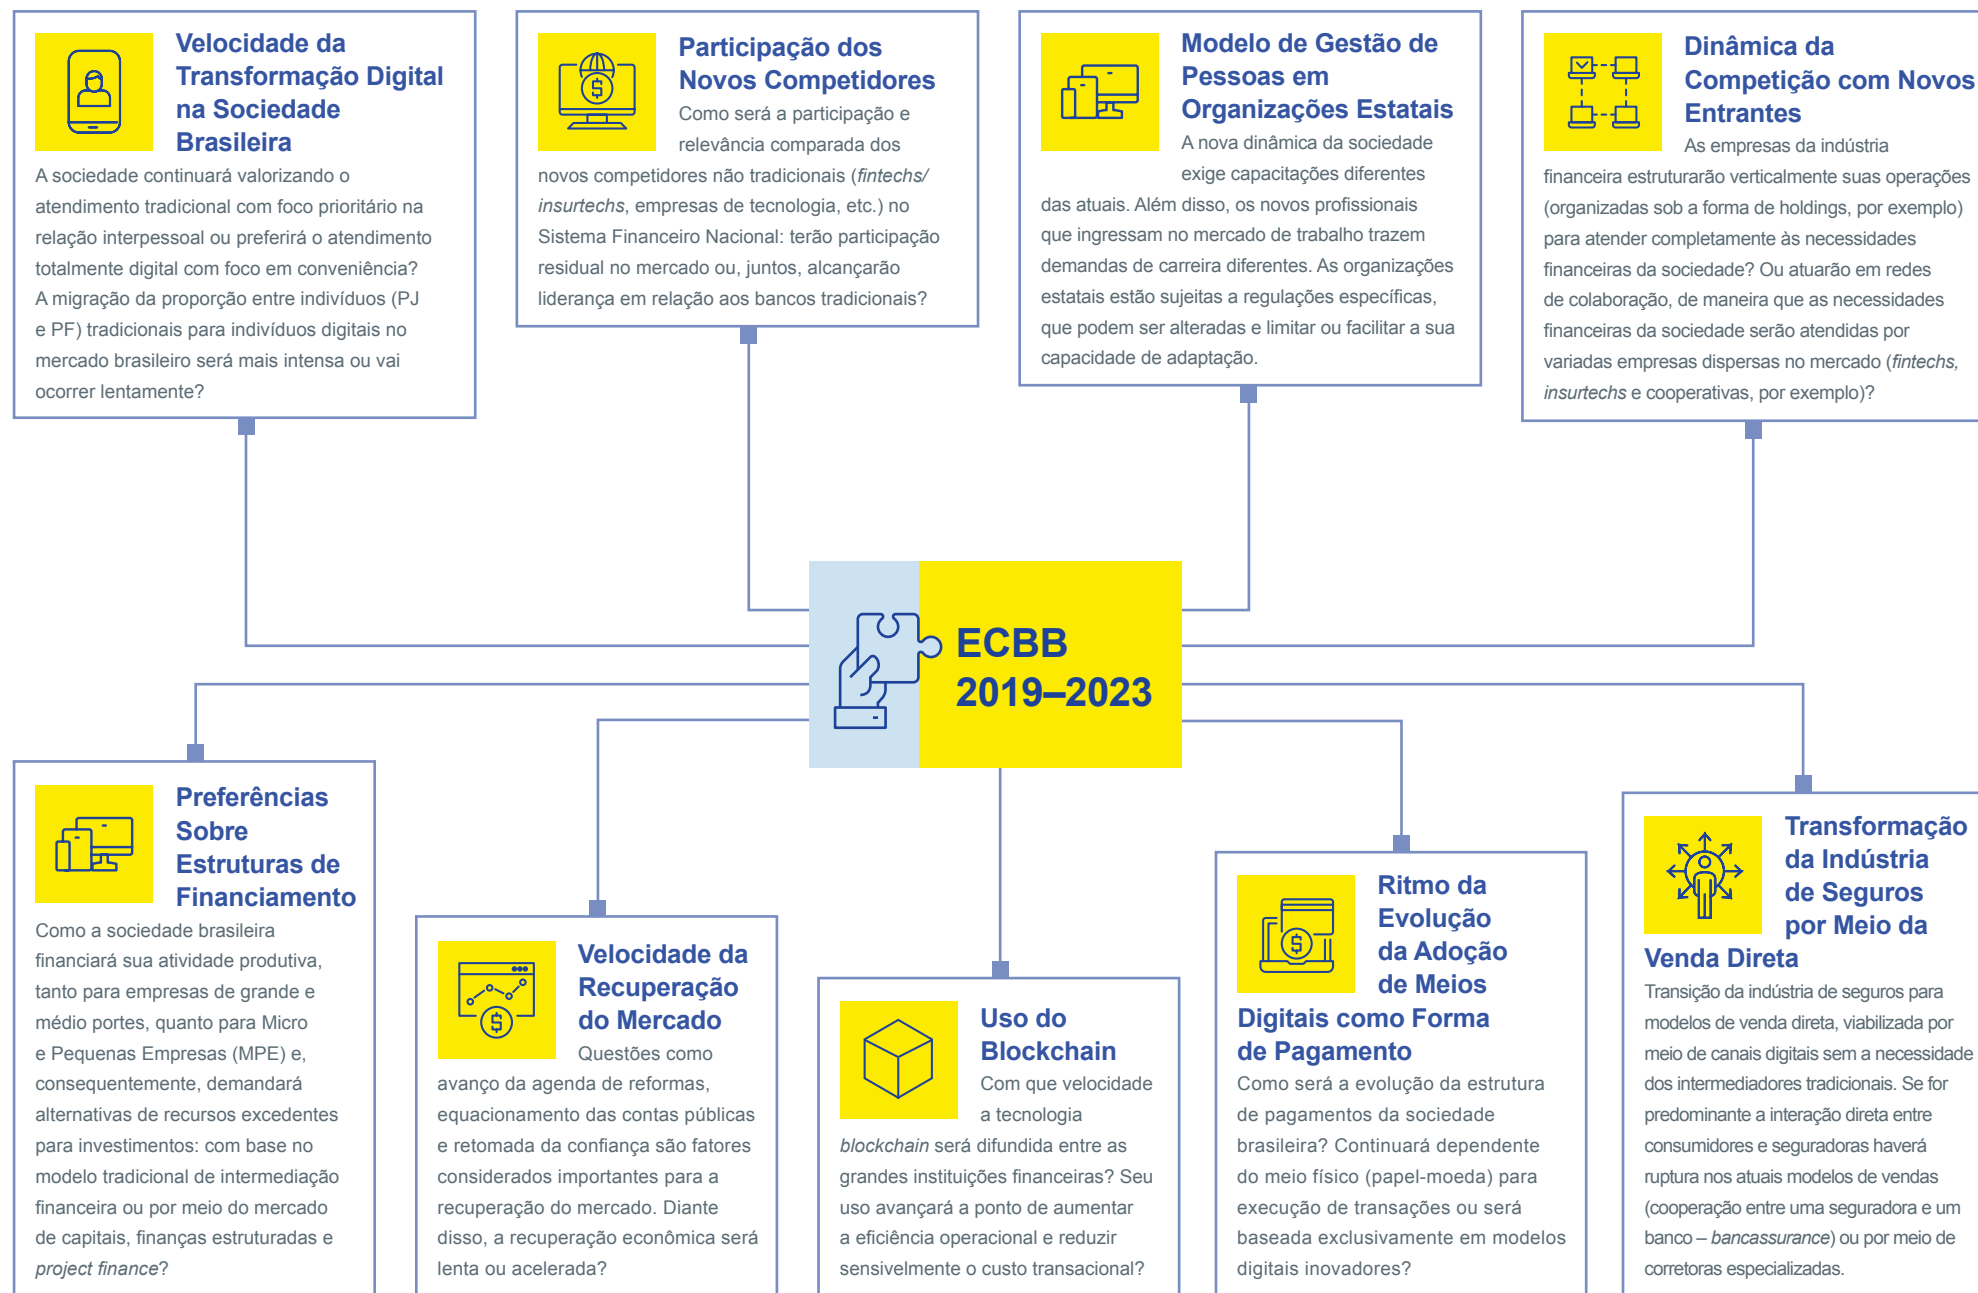 Velocidade da
Transformação Digital
na Sociedade
Brasileira
A sociedade continuará valorizando o
atendimento tradicional com foco prioritário na
relação interpessoal ou preferirá o atendimento
totalmente digital com foco em conveniência?
A migração da proporção entre indivíduos (PJ
e PF) tradicionais para indivíduos digitais no
mercado brasileiro será mais intensa ou vai
ocorrer lentamente?
Participação dos
Novos Competidores
Como será a participação e
relevância comparada dos
novos competidores não tradicionais (fintechs/
insurtechs, empresas de tecnologia, etc.) no
Sistema Financeiro Nacional: terão participação
residual no mercado ou, juntos, alcançarão
liderança em relação aos bancos tradicionais?
Modelo de Gestão de
Pessoas em
Organizações Estatais
A nova dinâmica da sociedade
exige capacitações diferentes
das atuais. Além disso, os novos profissionais
que ingressam no mercado de trabalho trazem
demandas de carreira diferentes. As organizações
estatais estão sujeitas a regulações específicas,
que podem ser alteradas e limitar ou facilitar a sua
capacidade de adaptação.
Dinâmica da
Competição com Novos
Entrantes
As empresas da indústria
financeira estruturarão verticalmente suas operações
(organizadas sob a forma de holdings, por exemplo)
para atender completamente às necessidades
financeiras da sociedade? Ou atuarão em redes
de colaboração, de maneira que as necessidades
financeiras da sociedade serão atendidas por
variadas empresas dispersas no mercado (fintechs,
insurtechs e cooperativas, por exemplo)?
ECBB
2019–2023
Preferências
Sobre
Estruturas de
Financiamento
Como a sociedade brasileira
financiará sua atividade produtiva,
tanto para empresas de grande e
médio portes, quanto para Micro
e Pequenas Empresas (MPE) e,
consequentemente, demandará
alternativas de recursos excedentes
para investimentos: com base no
modelo tradicional de intermediação
financeira ou por meio do mercado
de capitais, finanças estruturadas e
project finance?
Velocidade da
Recuperação
do Mercado
Questões como
avanço da agenda de reformas,
equacionamento das contas públicas
e retomada da confiança são fatores
considerados importantes para a
recuperação do mercado. Diante
disso, a recuperação econômica será
lenta ou acelerada?
Uso do
Blockchain
Com que velocidade
a tecnologia
blockchain será difundida entre as
grandes instituições financeiras? Seu
uso avançará a ponto de aumentar
a eficiência operacional e reduzir
sensivelmente o custo transacional?
Ritmo da
Evolução
da Adoção
de Meios
Digitais como Forma
de Pagamento
Como será a evolução da estrutura
de pagamentos da sociedade
brasileira? Continuará dependente
do meio físico (papel-moeda) para
execução de transações ou será
baseada exclusivamente em modelos
digitais inovadores?
Transformação
da Indústria
de Seguros
por Meio da
Venda Direta
Transição da indústria de seguros para
modelos de venda direta, viabilizada por
meio de canais digitais sem a necessidade
dos intermediadores tradicionais. Se for
predominante a interação direta entre
consumidores e seguradoras haverá
ruptura nos atuais modelos de vendas
(cooperação entre uma seguradora e um
banco – bancassurance) ou por meio de
corretoras especializadas.